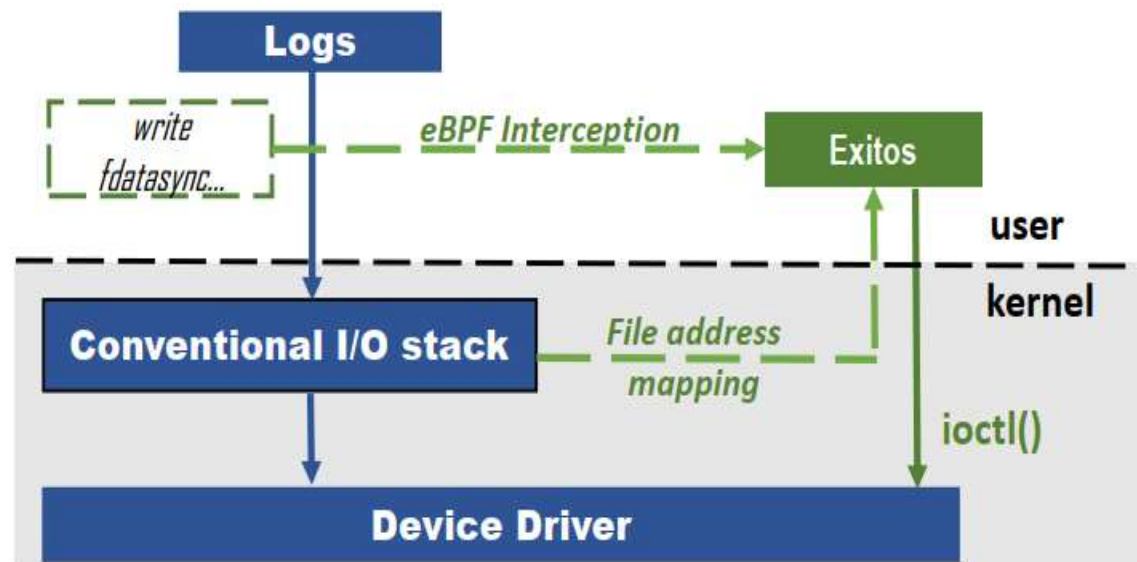 Logs
write
fdatasync...
eBPF Interception
Exitos
user
kernel
Conventional I/O stack
File address
mapping
ioctl()
Device Driver